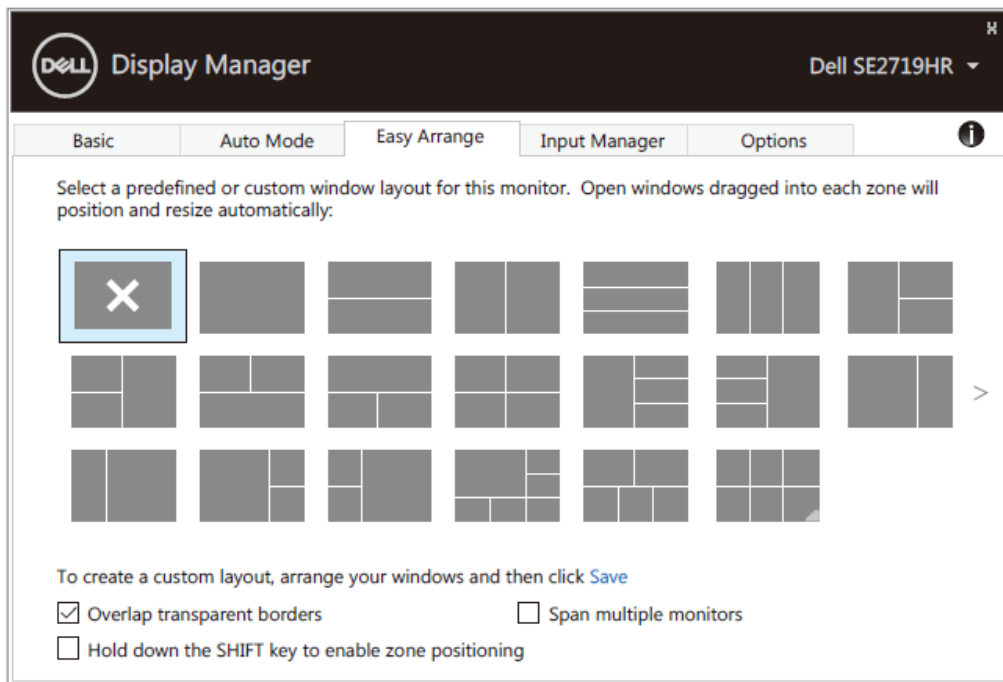 DELL Display Manager
Dell SE2719HR
Basic Auto Mode Easy Arrange Input Manager Options
Select a predefined or custom window layout for this monitor. Open windows dragged into each zone will
position and resize automatically:
To create a custom layout, arrange your windows and then click Save
Overlap transparent borders
Span multiple monitors
Hold down the SHIFT key to enable zone positioning